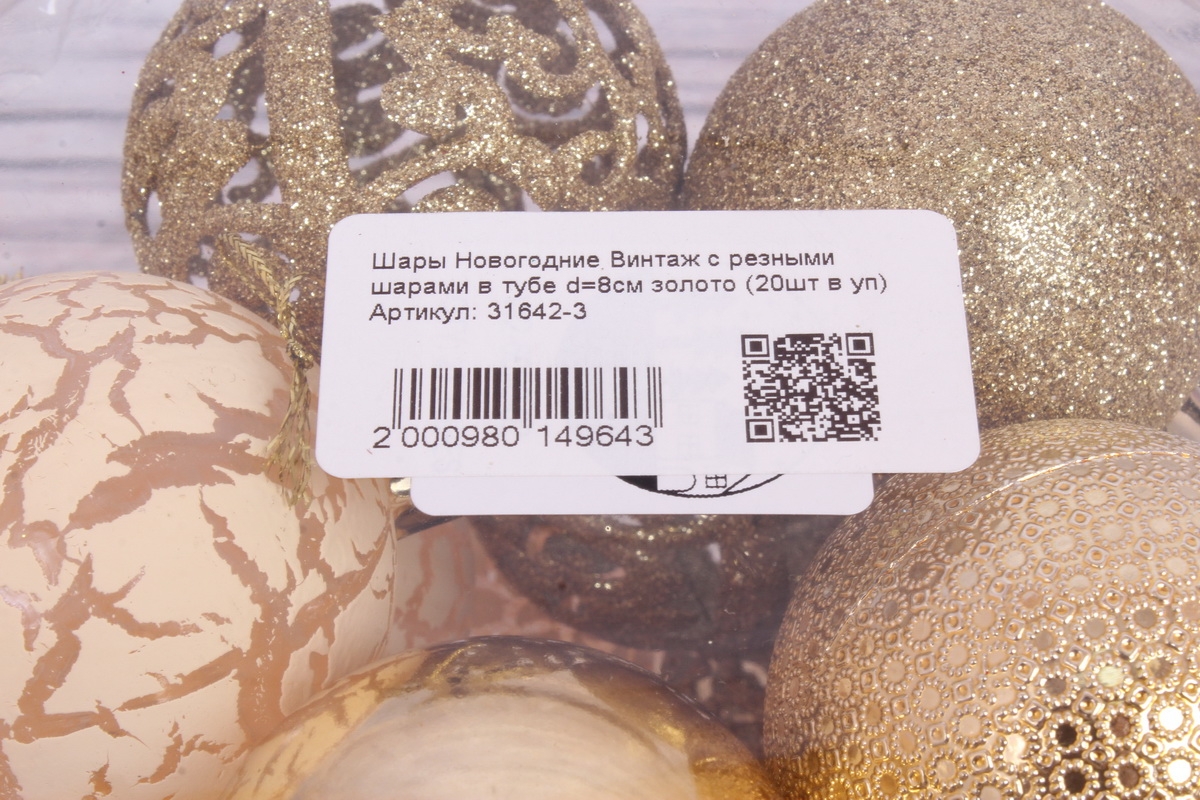 Шары Новогодние Винтаж с резными
шарами в тубе d=8см золото (20шт в уп)
Артикул: 31642-3
2 000980 149643